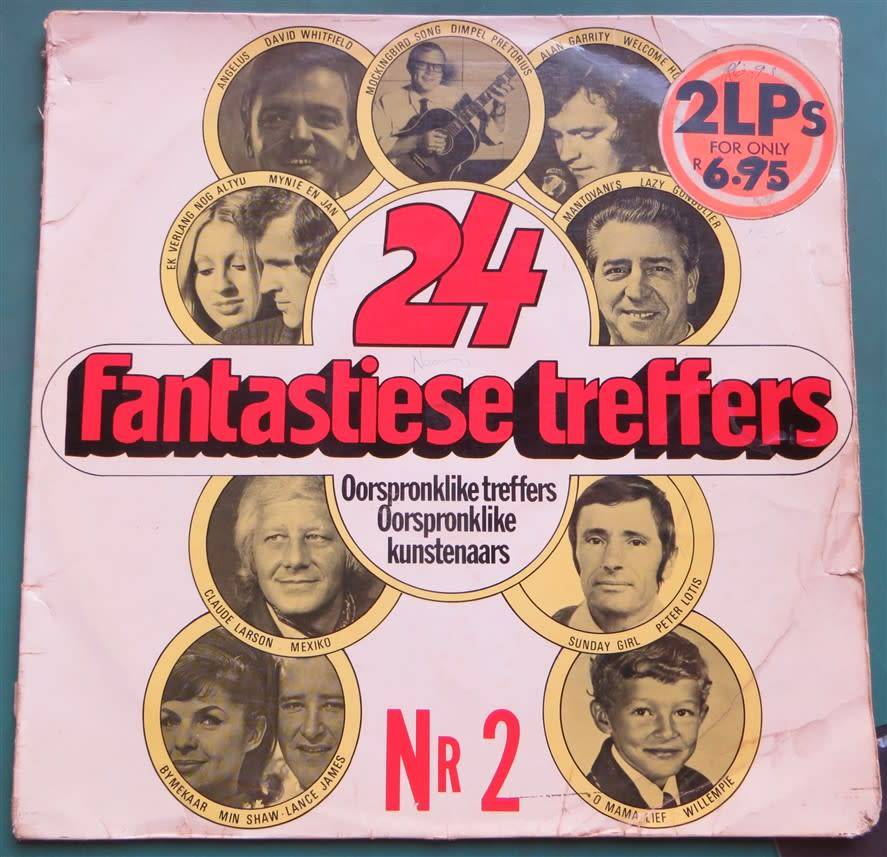 ANGELUS DAVID WHITFIELD
MOCKINGBIRD SONG DIMPEL PRETORIUS
ALAN GARRITY WELCOME HO
2LPs
FOR ONLY
R6.95
EK VERLANG NOG ALTYU MYNIE EN JAN
MANTOVANI'S LAZY GONDOLIER
24
Fantastiese treffers
Oorspronklike treffers
Oorspronklike
kunstenaars
CLAUDE LARSON MEXIKO
SUNDAY GIRL PETER LOTIS
BYMEKAAR MIN SHAW-LANCE JAMES
O MAMA LIEF WILLEMPIE
NR 2